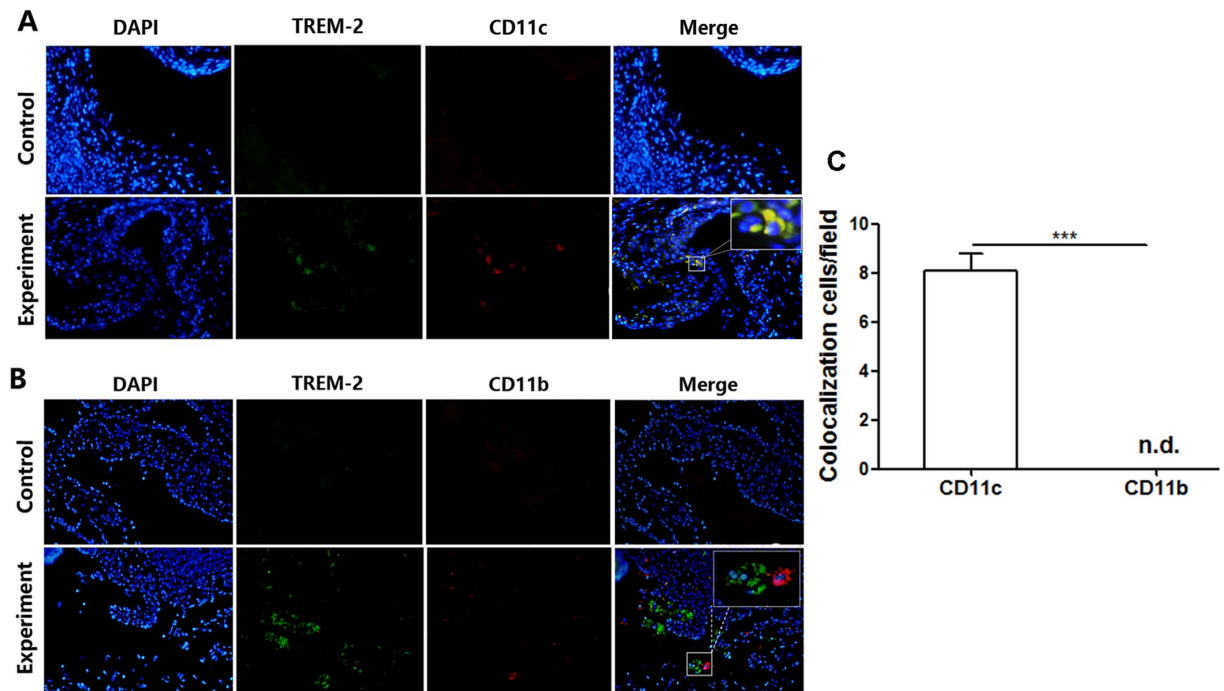 A
DAPI TREM-2 CD11c Merge
Control
Experiment
B
DAPI TREM-2 CD11b Merge
Control
Experiment
C
Colocalization cells/field
10
8
6
4
2
0
***
n.d.
CD11c CD11b